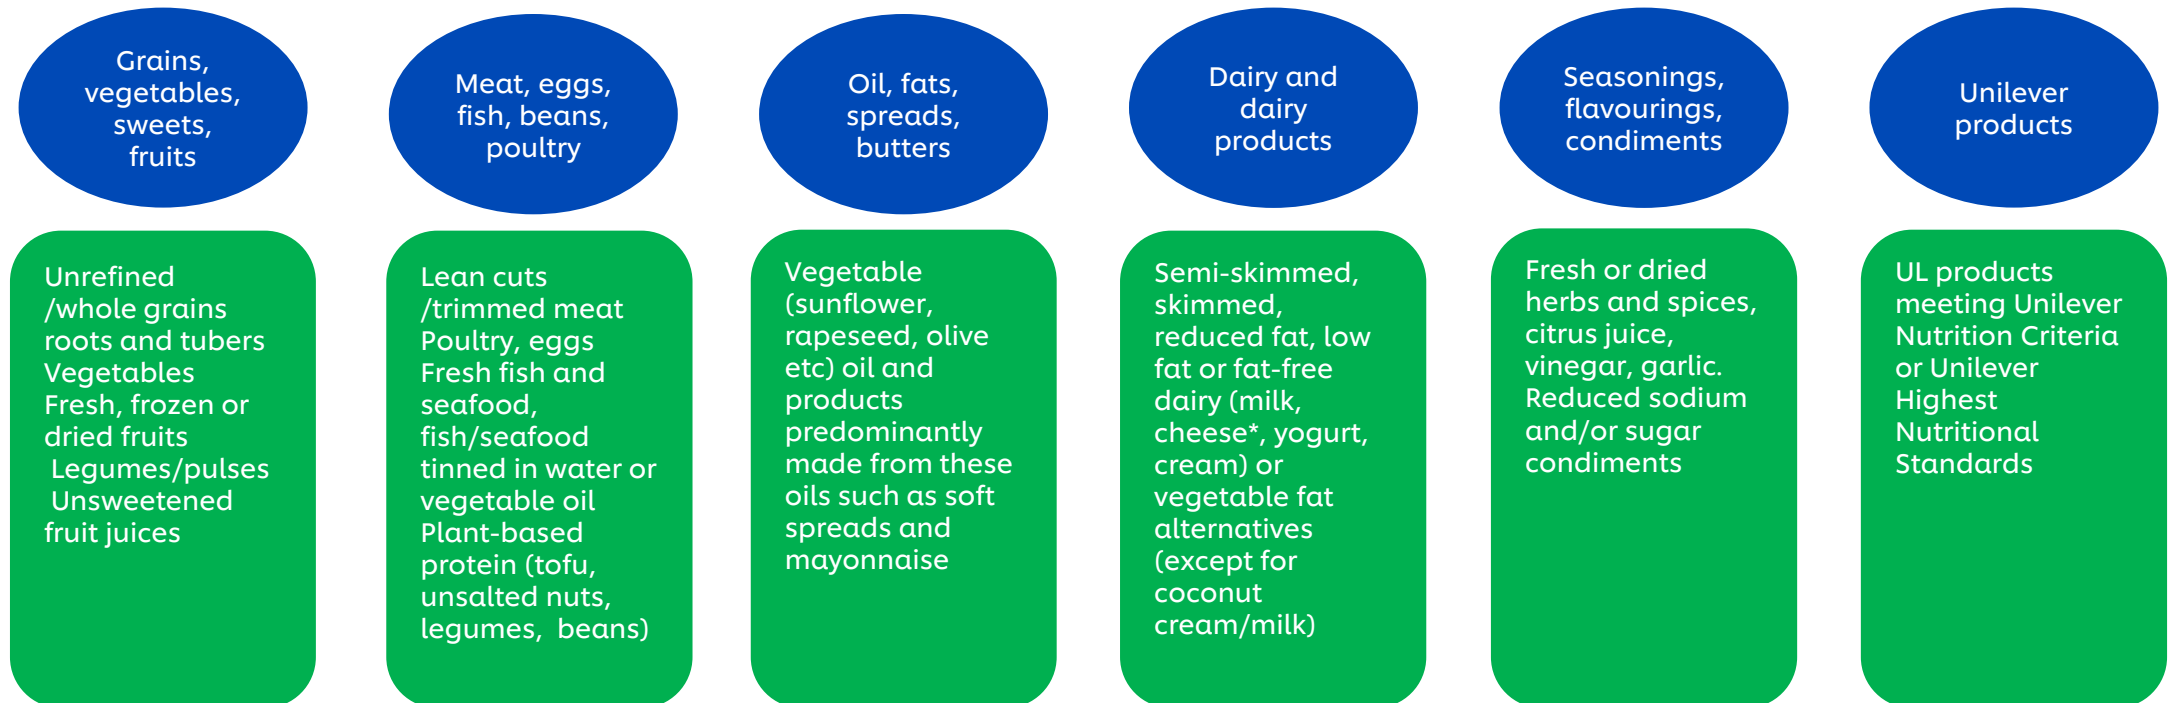 Grains,
vegetables,
sweets,
fruits
Unrefined
/whole grains
roots and tubers
Vegetables
Fresh, frozen or
dried fruits
Legumes/pulses
Unsweetened
fruit juices
Meat, eggs,
fish, beans,
poultry
Lean cuts
/trimmed meat
Poultry, eggs
Fresh fish and
seafood,
fish/seafood
tinned in water or
vegetable oil
Plant-based
protein (tofu,
unsalted nuts,
legumes, beans)
Oil, fats,
spreads,
butters
Vegetable
(sunflower,
rapeseed, olive
etc) oil and
products
predominantly
made from these
oils such as soft
spreads and
mayonnaise
Dairy and
dairy
products
Semi-skimmed,
skimmed,
reduced fat, low
fat or fat-free
dairy (milk,
cheese*, yogurt,
cream) or
vegetable fat
alternatives
(except for
coconut
cream/milk)
Seasonings,
flavourings,
condiments
Fresh or dried
herbs and spices,
citrus juice,
vinegar, garlic.
Reduced sodium
and/or sugar
condiments
Unilever
products
UL products
meeting Unilever
Nutrition Criteria
or Unilever
Highest
Nutritional
Standards